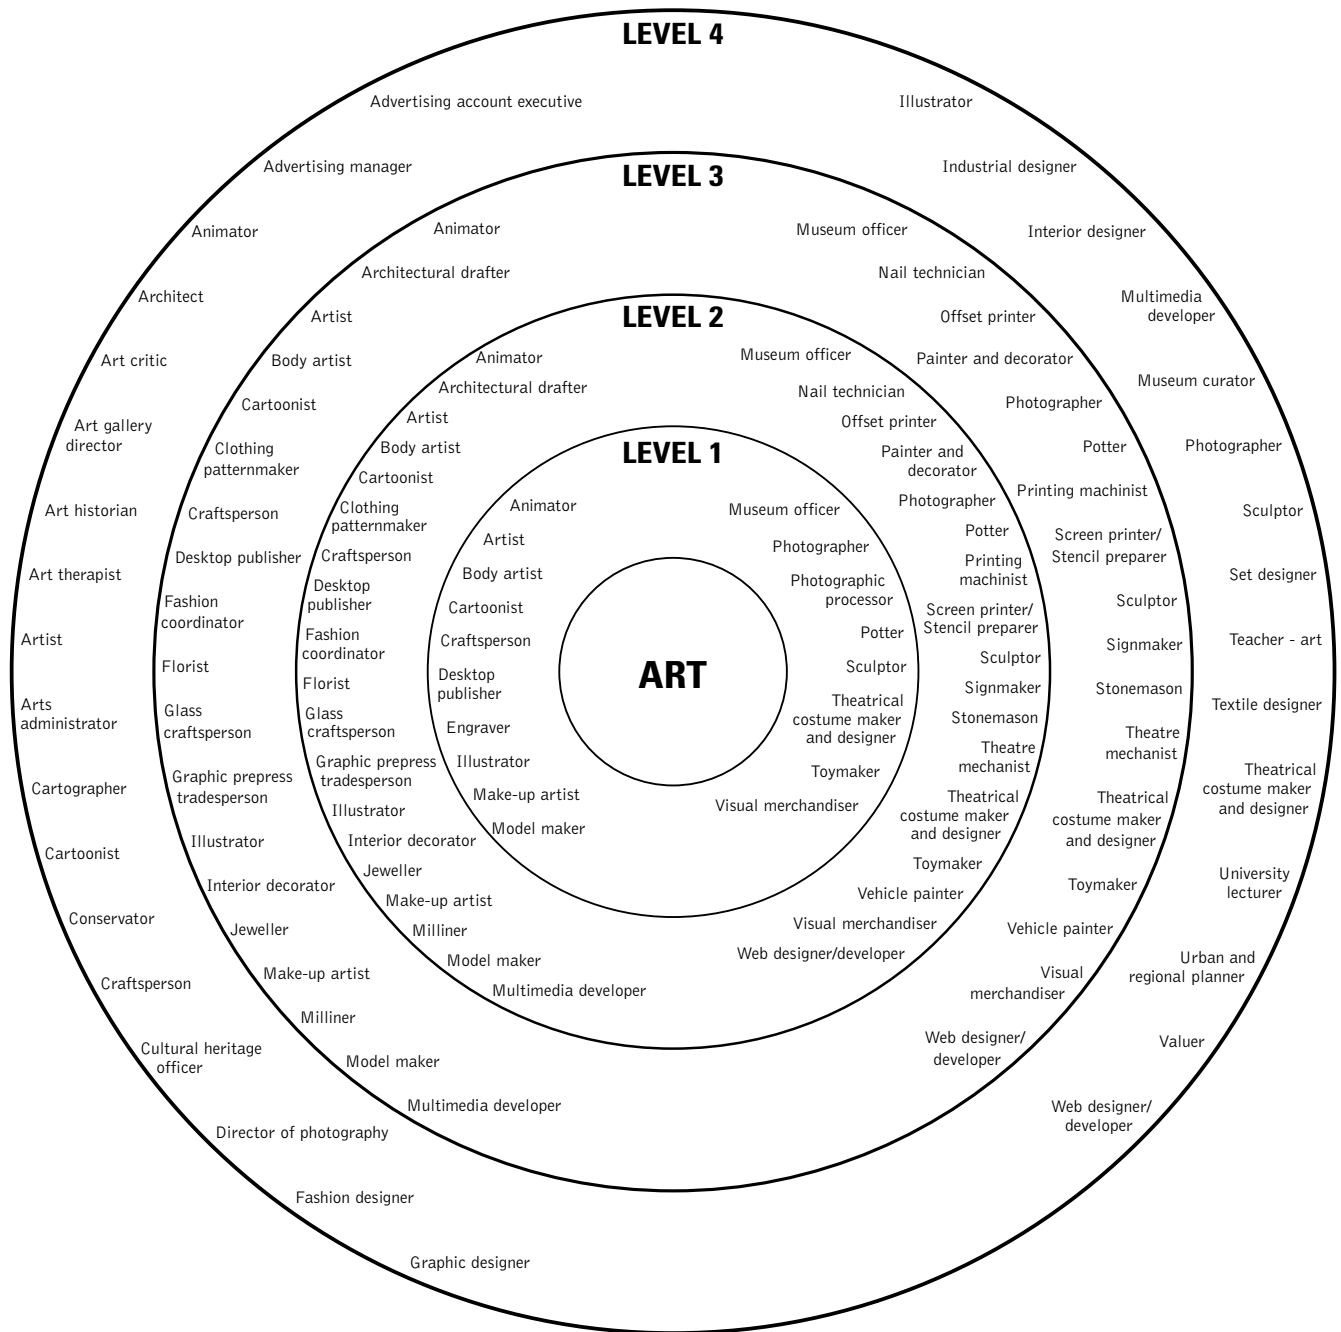 LEVEL 4
Advertising account executive
Advertising manager
Animator
Architect
Art critic
Art gallery
director
Art historian
Art therapist
Artist
Arts
administrator
Cartographer
Cartoonist
Conservator
Craftsperson
Cultural heritage
officer
Director of photography
Fashion designer
Graphic designer
Illustrator
Industrial designer
Interior designer
Multimedia
developer
Museum curator
Photographer
Sculptor
Set designer
Teacher - art
Textile designer
Theatrical
costume maker
and designer
University
lecturer
Urban and
regional planner
Valuer
Web designer/
developer
LEVEL 3
Animator
Architectural drafter
Artist
Body artist
Cartoonist
Clothing
patternmaker
Craftsperson
Desktop publisher
Fashion
coordinator
Florist
Glass
craftsperson
Graphic prepress
tradesperson
Illustrator
Interior decorator
Jeweller
Make-up artist
Milliner
Model maker
Multimedia developer
Museum officer
Nail technician
Offset printer
Painter and decorator
Photographer
Potter
Printing machinist
Screen printer/
Stencil preparer
Sculptor
Signmaker
Stonemason
Theatre
mechanist
Theatrical
costume maker
and designer
Toymaker
Vehicle painter
Visual
merchandiser
Web designer/
developer
LEVEL 2
Animator
Architectural drafter
Artist
Body artist
Cartoonist
Clothing
patternmaker
Craftsperson
Desktop
publisher
Fashion
coordinator
Florist
Glass
craftsperson
Graphic prepress
tradesperson
Illustrator
Interior decorator
Jeweller
Make-up artist
Milliner
Model maker
Multimedia developer
Museum officer
Nail technician
Offset printer
Painter and
decorator
Photographer
Potter
Printing
machinist
Screen printer/
Stencil preparer
Sculptor
Signmaker
Stonemason
Theatre
mechanist
Theatrical
costume maker
and designer
Toymaker
Vehicle painter
Visual merchandiser
Web designer/developer
LEVEL 1
Animator
Artist
Body artist
Cartoonist
Craftsperson
Desktop
publisher
Engraver
Illustrator
Make-up artist
Model maker
Museum officer
Photographer
Photographic
processor
Potter
Sculptor
Theatrical
costume maker
and designer
Toymaker
Visual merchandiser
ART